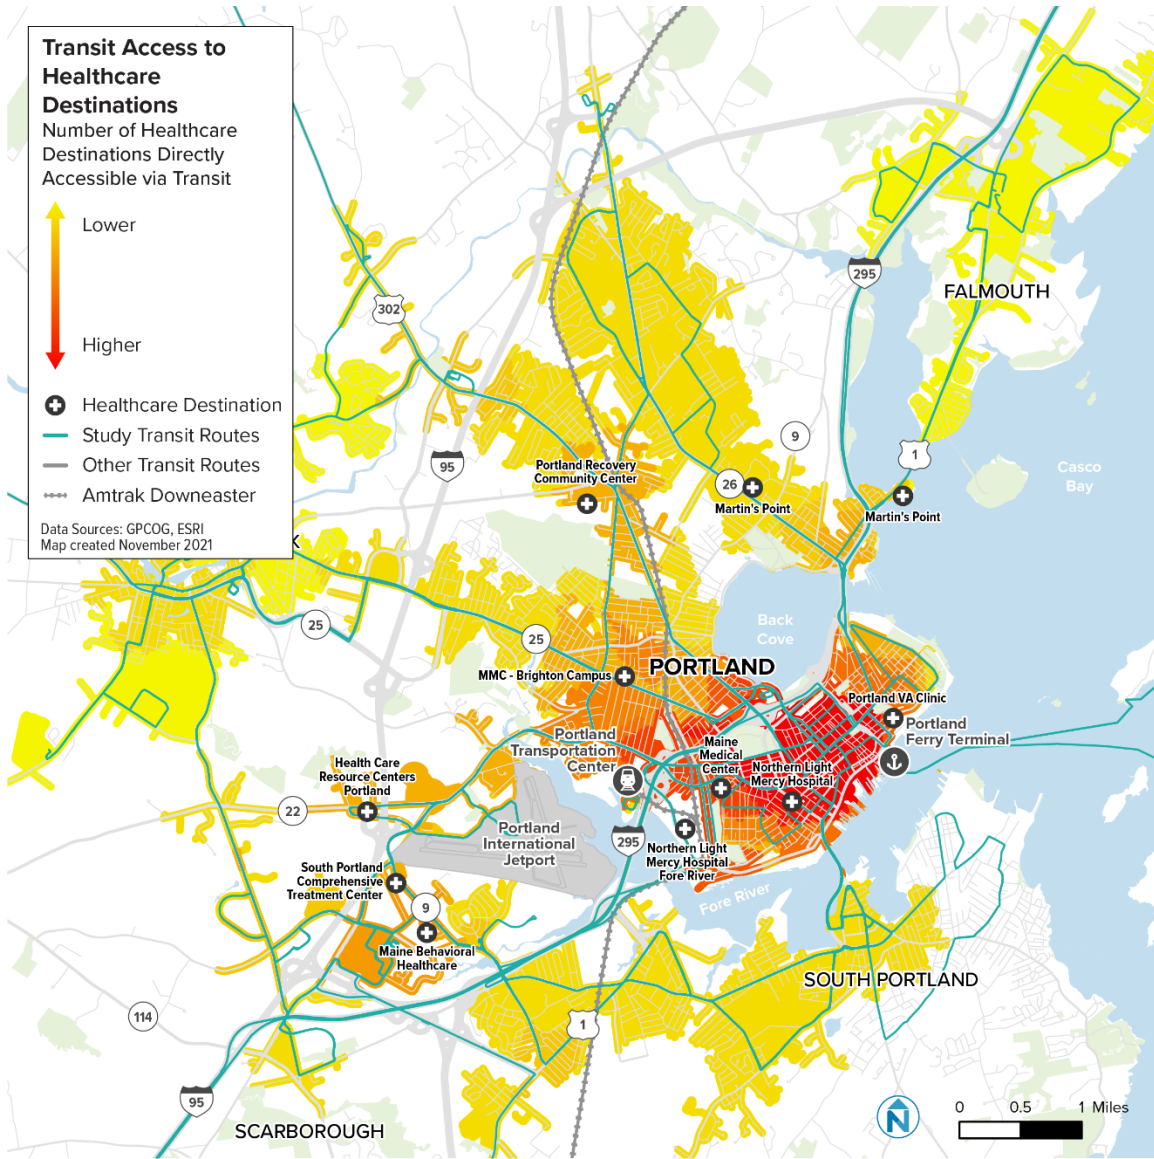 Transit Access to
Healthcare
Destinations
Number of Healthcare
Destinations Directly
Accessible via Transit
Lower
Higher
Healthcare Destination
Study Transit Routes
Other Transit Routes
Amtrak Downeaster
Data Sources: GPCOG, ESRI
Map created November 2021
295
FALMOUTH
302
9
1
95
Portland Recovery
Community Center
26
Martin's Point
Martin's Point
Casco
Bay
K
25
25
Back
Cove
MMC - Brighton Campus
PORTLAND
Portland VA Clinic
Portland
Ferry Terminal
Portland
Transportation
Center
Maine
Medical
Center
Northern Light
Mercy Hospital
Health Care
Resource Centers
Portland
22
Portland
International
Jetport
295
Northern Light
Mercy Hospital
Fore River
Fore River
South Portland
Comprehensive
Treatment Center
9
Maine Behavioral
Healthcare
SOUTH PORTLAND
114
1
95
SCARBOROUGH
N
0 0.5 1 Miles